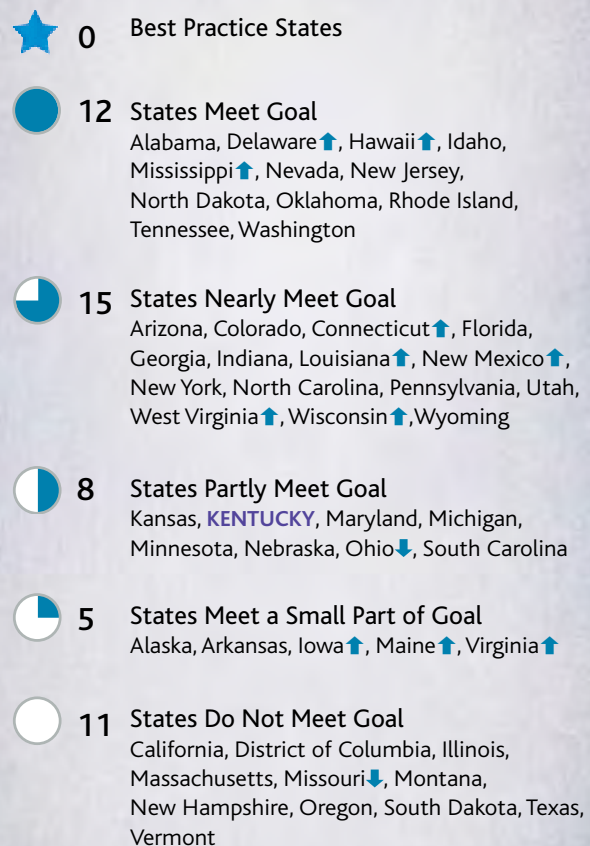 0 Best Practice States
12 States Meet Goal
Alabama, Delaware⬆, Hawaii⬆, Idaho,
Mississippi⬆, Nevada, New Jersey,
North Dakota, Oklahoma, Rhode Island,
Tennessee, Washington
15 States Nearly Meet Goal
Arizona, Colorado, Connecticut⬆, Florida,
Georgia, Indiana, Louisiana⬆, New Mexico⬆,
New York, North Carolina, Pennsylvania, Utah,
West Virginia⬆, Wisconsin⬆,Wyoming
8 States Partly Meet Goal
Kansas, KENTUCKY, Maryland, Michigan,
Minnesota, Nebraska, Ohio⬇, South Carolina
5 States Meet a Small Part of Goal
Alaska, Arkansas, Iowa⬆, Maine⬆, Virginia⬆
11 States Do Not Meet Goal
California, District of Columbia, Illinois,
Massachusetts, Missouri⬇, Montana,
New Hampshire, Oregon, South Dakota, Texas,
Vermont